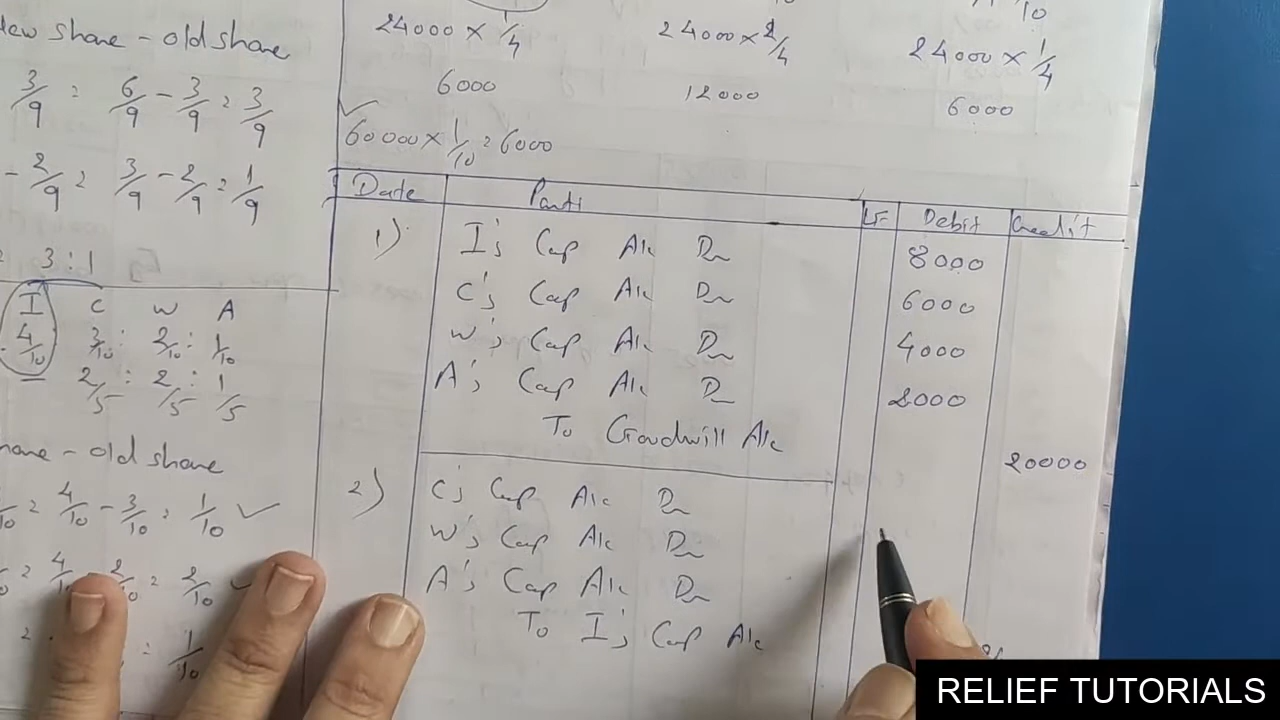 New share - old share
3/9 = 6/9 - 3/9 = 3/9
- 2/9 = 3/9 - 2/9 = 1/9
3 : 1
I C W A
4/10 3/10 : 2/10 : 1/10
2/5 : 2/5 : 1/5
share - old share
= 4/10 - 3/10 = 1/10 ✓
2/10 = 2/10
= 1/10
24000 × 1/4 24000 × 2/4 24000 × 1/4
6000 12000 6000
60000 × 1/10 = 6000
Date Parti LF Debit Credit
1) I's Cap A/c Dr 8000
C's Cap A/c Dr 6000
W's Cap A/c Dr 4000
A's Cap A/c Dr 2000
To Goodwill A/c 20000
2) C's Cap A/c Dr
W's Cap A/c Dr
A's Cap A/c Dr
To I's Cap A/c
RELIEF TUTORIALS